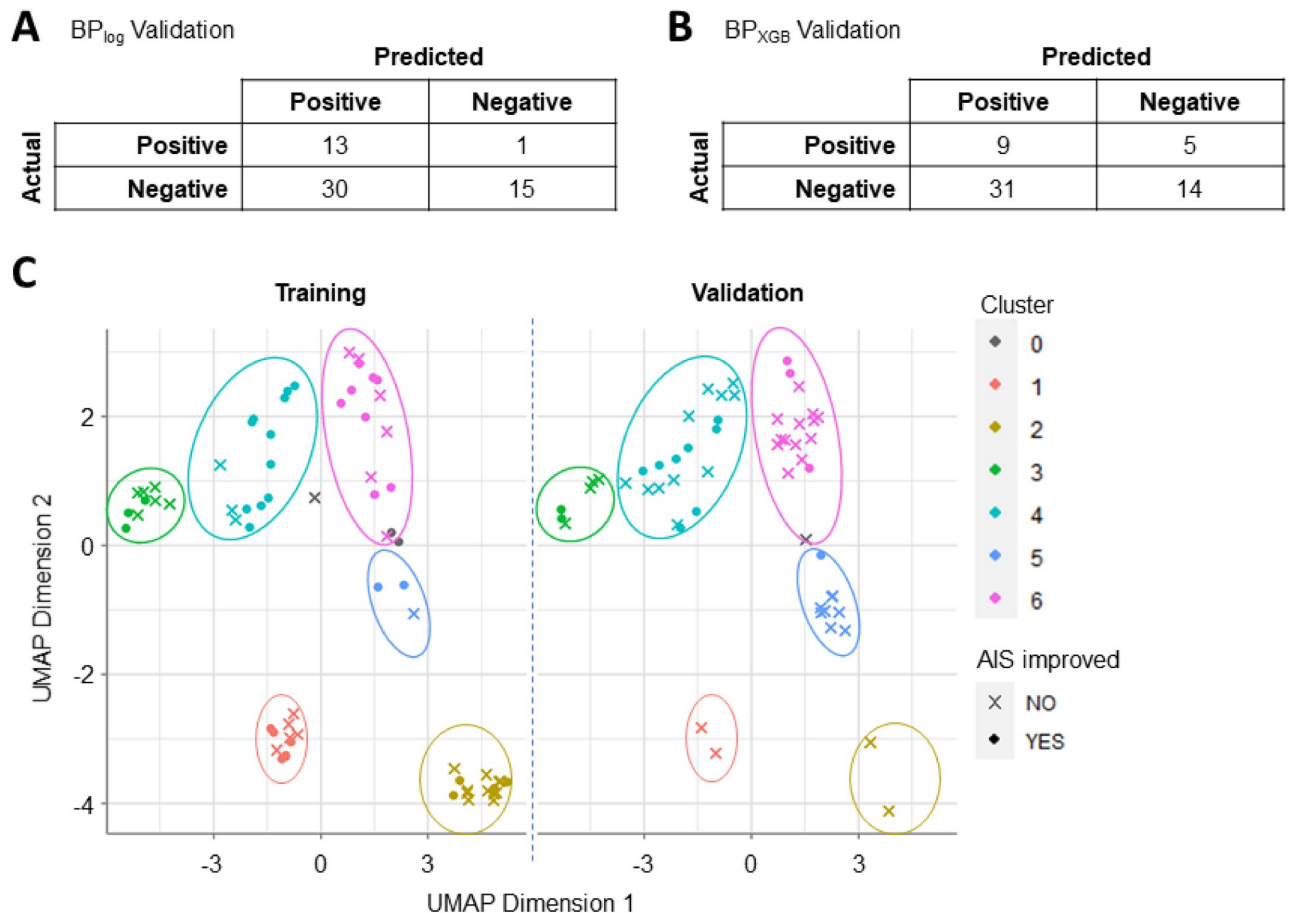 A BP_log Validation
Predicted
Positive Negative
Actual
Positive 13 1
Negative 30 15
B BP_XGB Validation
Predicted
Positive Negative
Actual
Positive 9 5
Negative 31 14
C
Training
Validation
UMAP Dimension 2
2
0
-2
-4
-3 0 3
-3 0 3
UMAP Dimension 1
Cluster
0
1
2
3
4
5
6
AIS improved
NO
YES